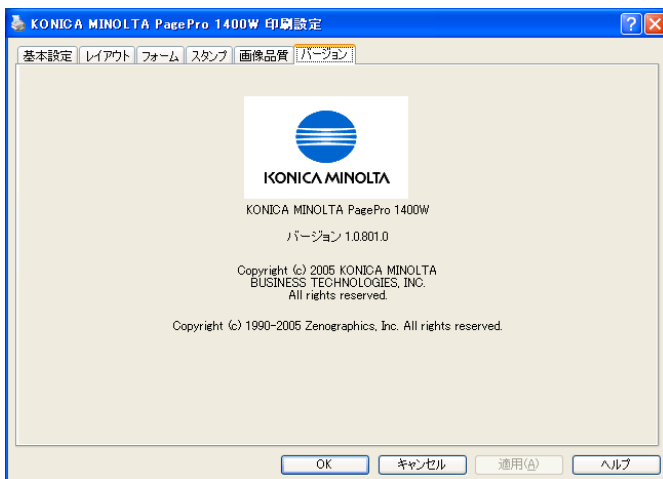 KONICA MINOLTA PagePro 1400W 印刷設定
基本設定 レイアウト フォーム スタンプ 画像品質 バージョン
KONICA MINOLTA
KONICA MINOLTA PagePro 1400W
バージョン 1.0.801.0
Copyright (c) 2005 KONICA MINOLTA
BUSINESS TECHNOLOGIES, INC.
All rights reserved.
Copyright (c) 1990-2005 Zenographics, Inc. All rights reserved.
OK キャンセル 適用(A) ヘルプ